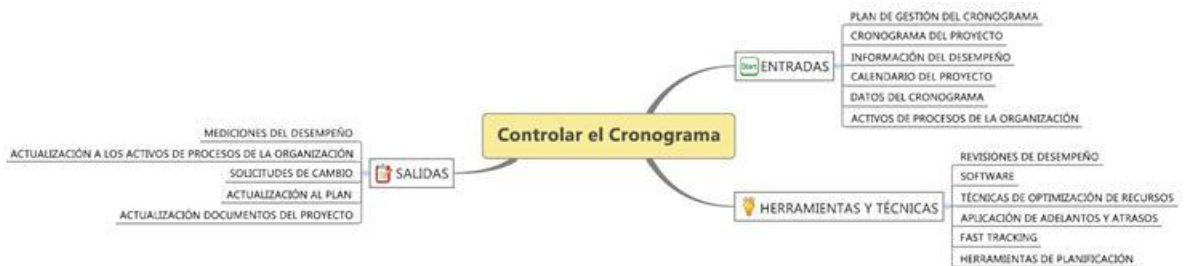 Controlar el Cronograma
Start
ENTRADAS
PLAN DE GESTIÓN DEL CRONOGRAMA
CRONOGRAMA DEL PROYECTO
INFORMACIÓN DEL DESEMPEÑO
CALENDARIO DEL PROYECTO
DATOS DEL CRONOGRAMA
ACTIVOS DE PROCESOS DE LA ORGANIZACIÓN
HERRAMIENTAS Y TÉCNICAS
REVISIONES DE DESEMPEÑO
SOFTWARE
TÉCNICAS DE OPTIMIZACIÓN DE RECURSOS
APLICACIÓN DE ADELANTOS Y ATRASOS
FAST TRACKING
HERRAMIENTAS DE PLANIFICACIÓN
SALIDAS
MEDICIONES DEL DESEMPEÑO
ACTUALIZACIÓN A LOS ACTIVOS DE PROCESOS DE LA ORGANIZACIÓN
SOLICITUDES DE CAMBIO
ACTUALIZACIÓN AL PLAN
ACTUALIZACIÓN DOCUMENTOS DEL PROYECTO